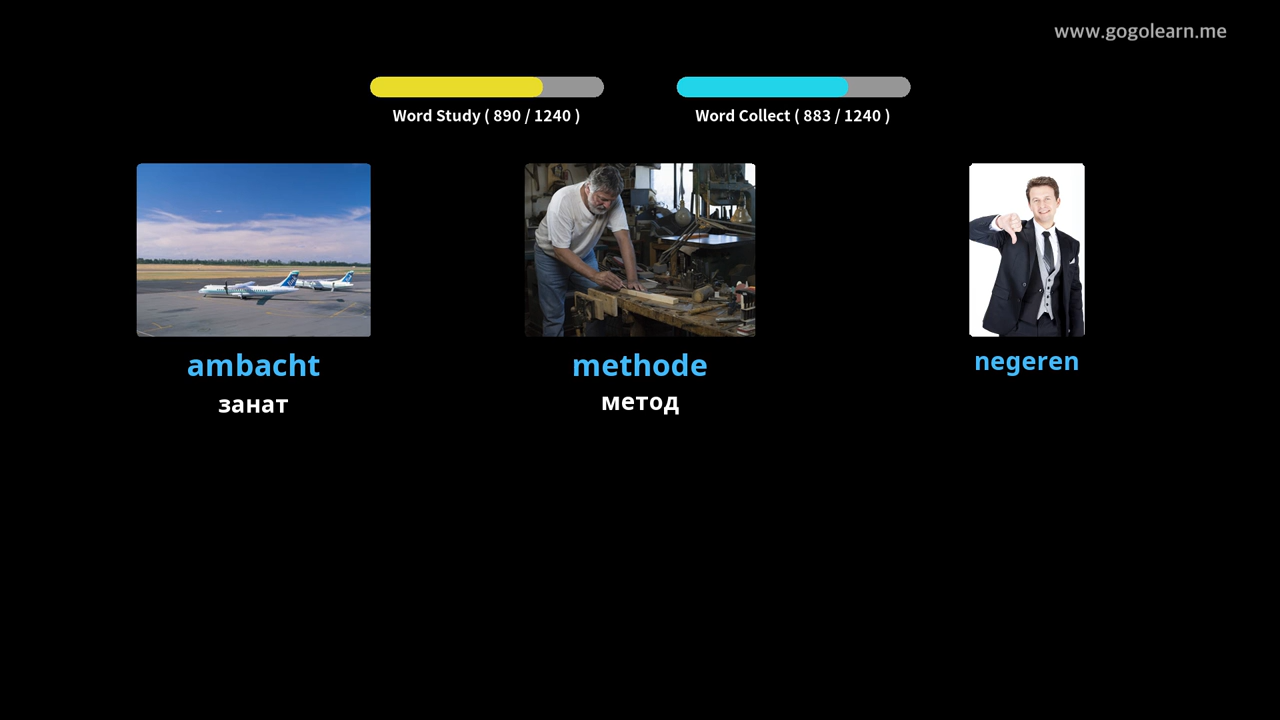 www.gogolearn.me
Word Study ( 890 / 1240 )
Word Collect ( 883 / 1240 )
ambacht
занат
methode
метод
negeren